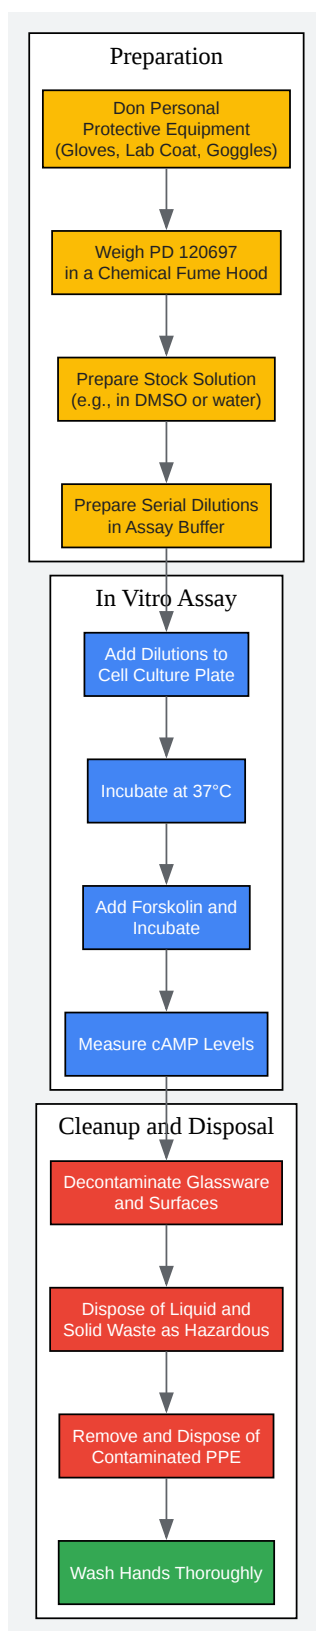 Preparation
Don Personal
Protective Equipment
(Gloves, Lab Coat, Goggles)
Weigh PD 120697
in a Chemical Fume Hood
Prepare Stock Solution
(e.g., in DMSO or water)
Prepare Serial Dilutions
in Assay Buffer
In Vitro Assay
Add Dilutions to
Cell Culture Plate
Incubate at 37°C
Add Forskolin and
Incubate
Measure cAMP Levels
Cleanup and Disposal
Decontaminate Glassware
and Surfaces
Dispose of Liquid and
Solid Waste as Hazardous
Remove and Dispose of
Contaminated PPE
Wash Hands Thoroughly